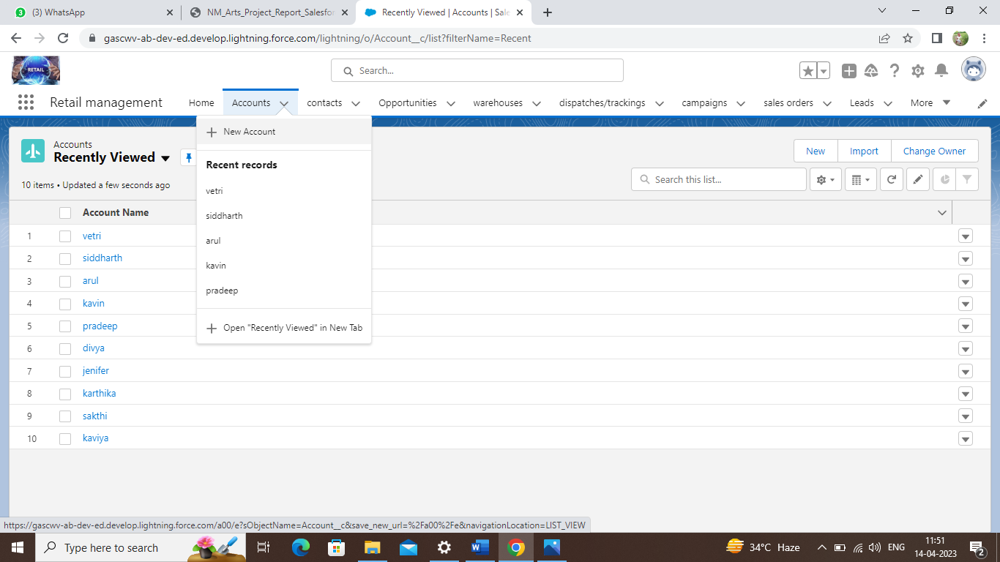 (3) WhatsApp
NM_Arts_Project_Report_Salesfor
Recently Viewed | Accounts | Sale
gascwv-ab-dev-ed.develop.lightning.force.com/lightning/o/Account__c/list?filterName=Recent
RETAIL
Search...
Retail management
Home
Accounts
contacts
Opportunities
warehouses
dispatches/trackings
campaigns
sales orders
Leads
More
New Account
Recent records
vetri
siddharth
arul
kavin
pradeep
Open "Recently Viewed" in New Tab
Accounts
Recently Viewed
New
Import
Change Owner
10 items • Updated a few seconds ago
Search this list...
Account Name
1 vetri
2 siddharth
3 arul
4 kavin
5 pradeep
6 divya
7 jenifer
8 karthika
9 sakthi
10 kaviya
https://gascwv-ab-dev-ed.develop.lightning.force.com/a00/e?sObjectName=Account__c&save_new_url=%2Fa00%2Fe&navigationLocation=LIST_VIEW
Type here to search
34°C Haze
ENG
11:51
14-04-2023
2